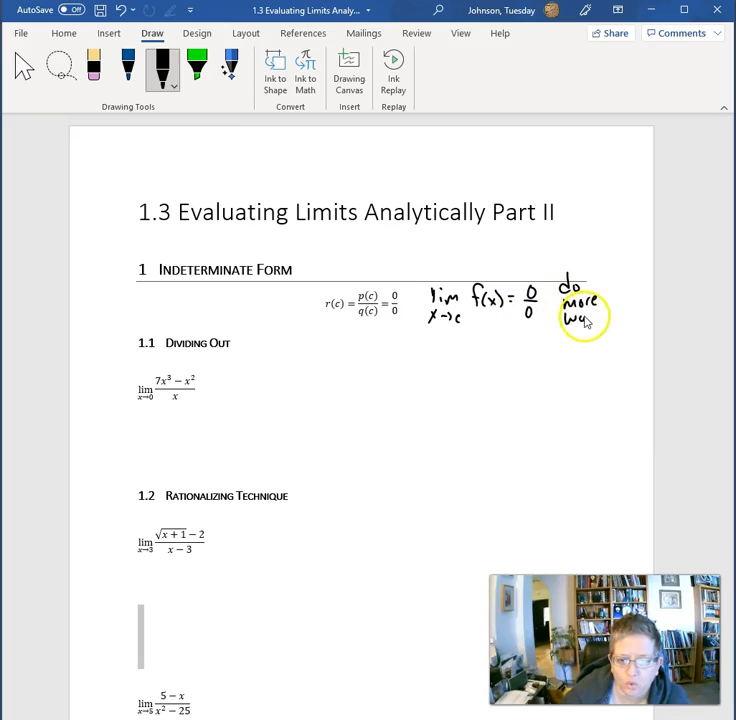 AutoSave Off
1.3 Evaluating Limits Analy...
Johnson, Tuesday
File Home Insert Draw Design Layout References Mailings Review View Help
Share Comments
Ink to Shape
Ink to Math
Drawing Canvas
Ink Replay
Drawing Tools Convert Insert Replay
1.3 Evaluating Limits Analytically Part II
1 INDETERMINATE FORM
r(c) = p(c)/q(c) = 0/0
lim x→c f(x) = 0/0
do
more
wo
1.1 DIVIDING OUT
lim x→0 7x³ − x² / x
1.2 RATIONALIZING TECHNIQUE
lim x→3 √x + 1 − 2 / x − 3
lim x→5 5 − x / x² − 25